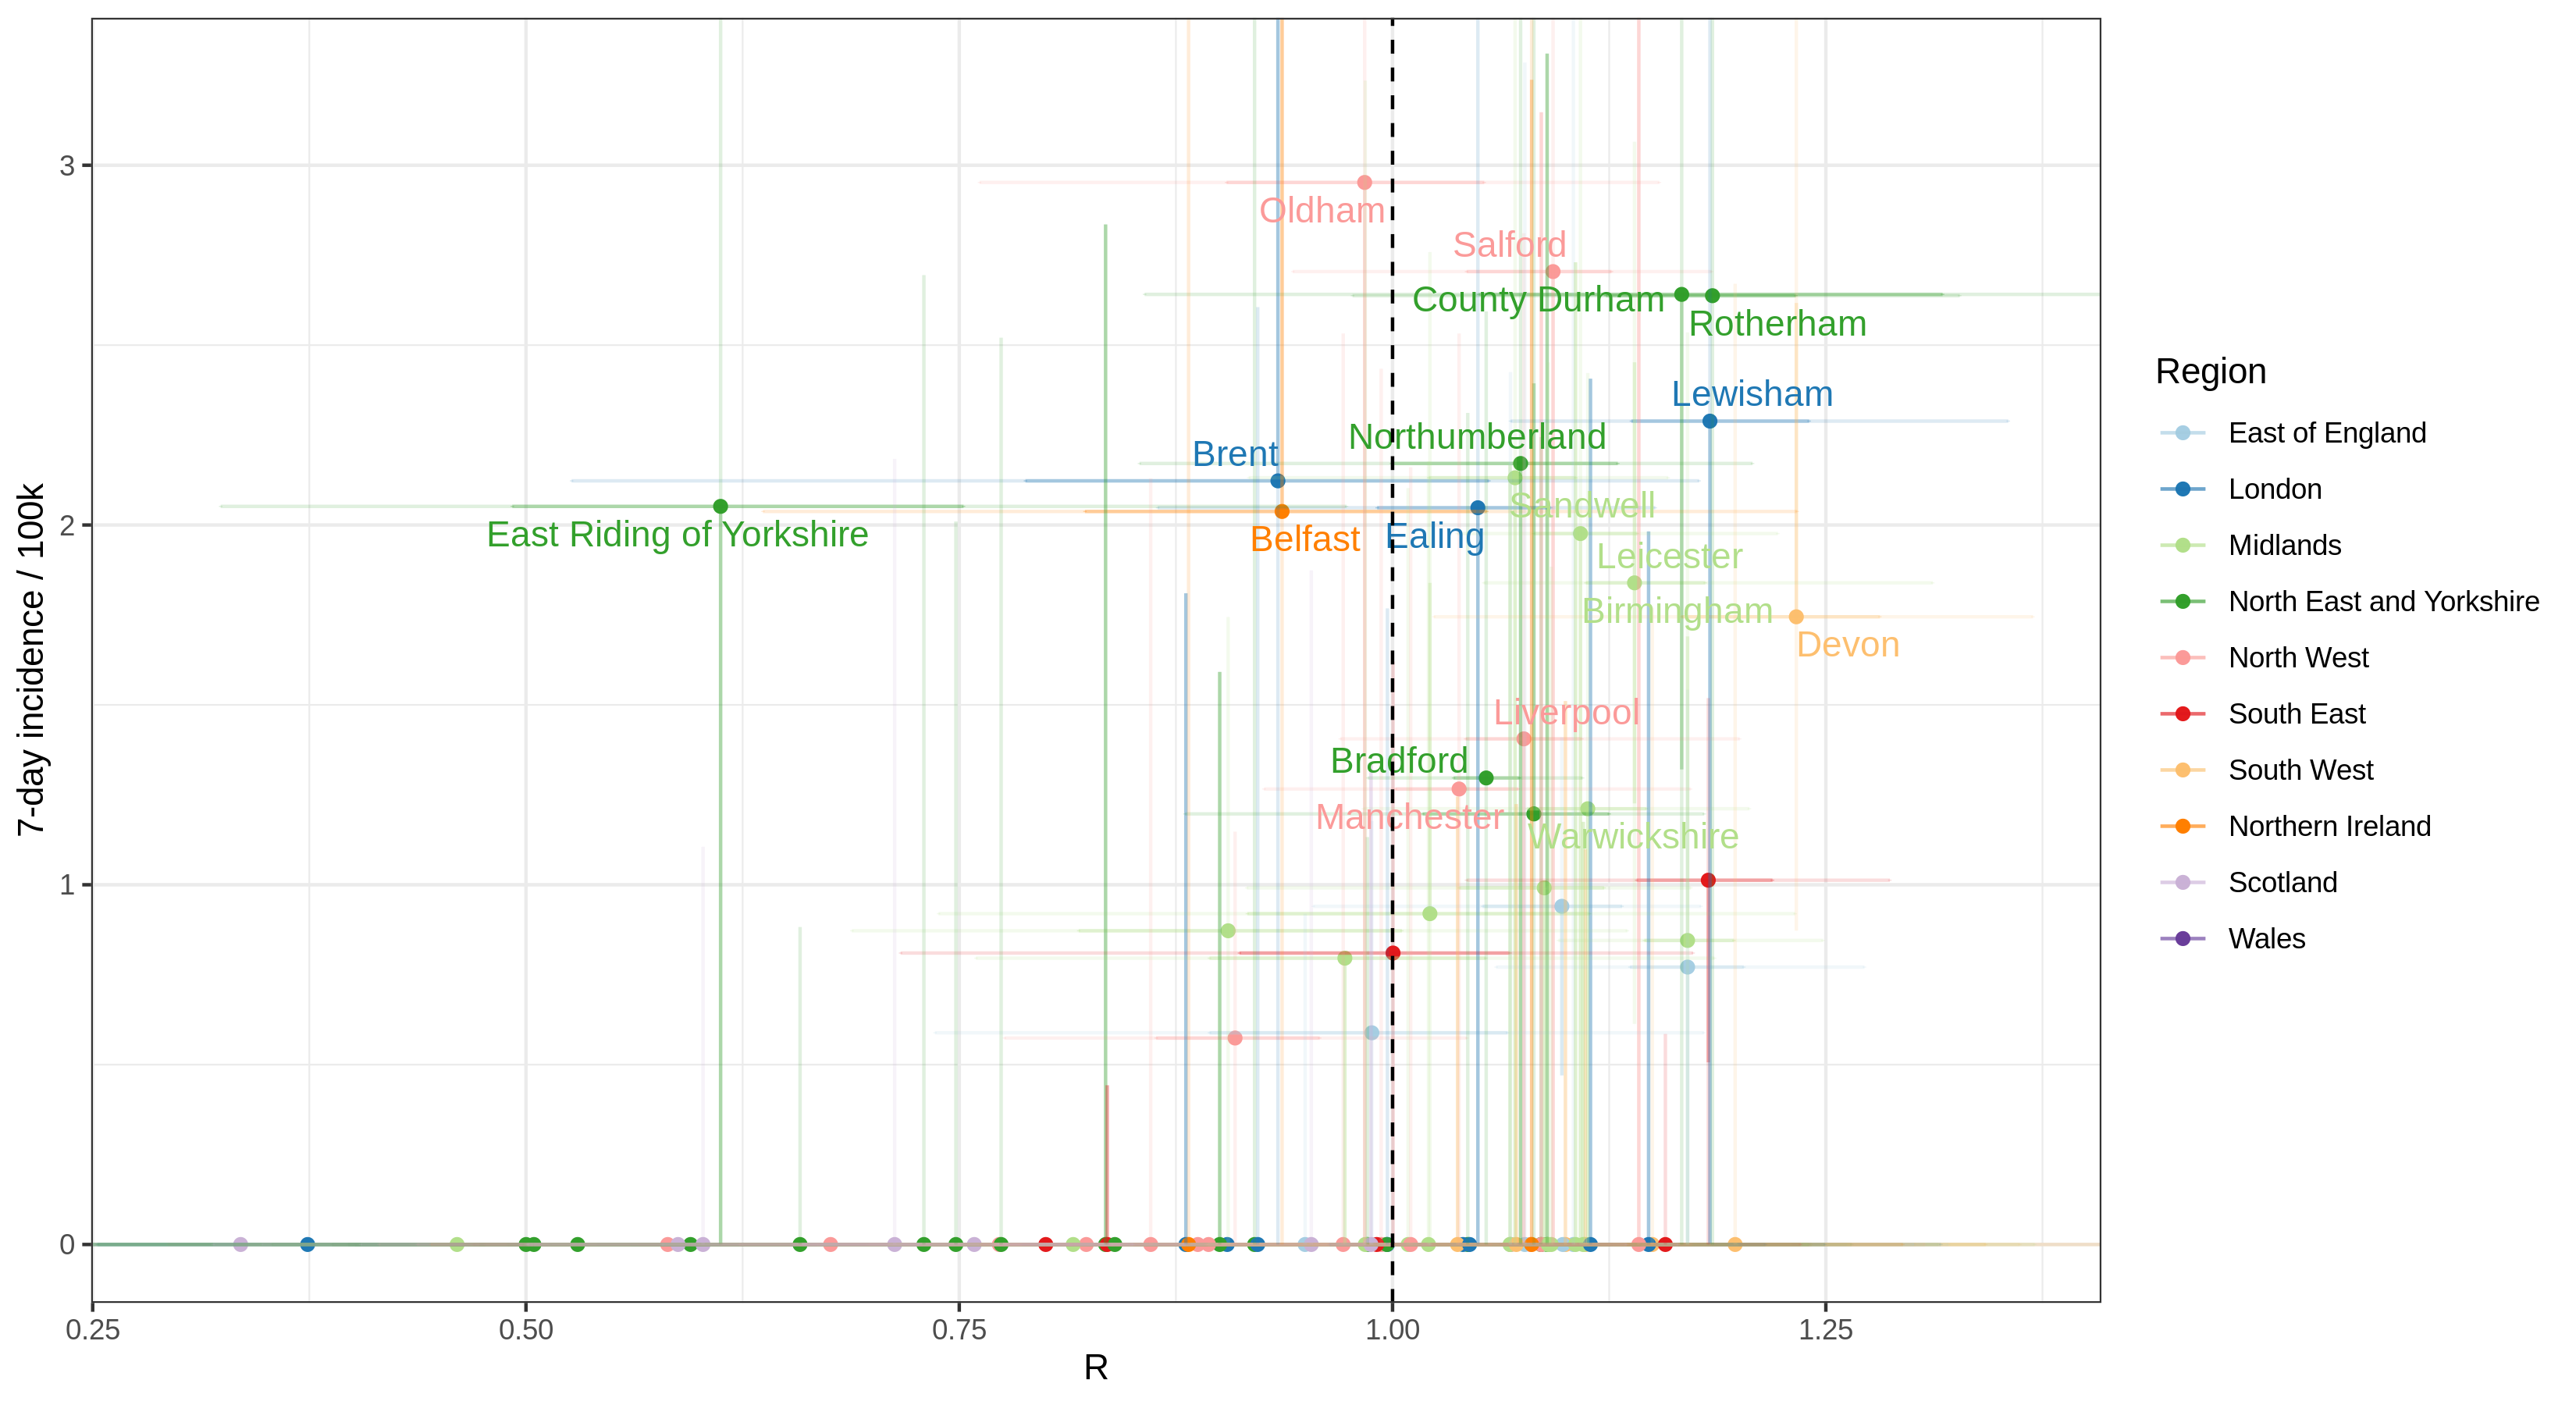 3
2
1
0
7-day incidence / 100k
Oldham
Salford
County Durham
Rotherham
Lewisham
Northumberland
Brent
Sandwell
East Riding of Yorkshire
Belfast
Ealing
Leicester
Birmingham
Devon
Liverpool
Bradford
Manchester
Warwickshire
0.25
0.50
0.75
1.00
1.25
R
Region
East of England
London
Midlands
North East and Yorkshire
North West
South East
South West
Northern Ireland
Scotland
Wales